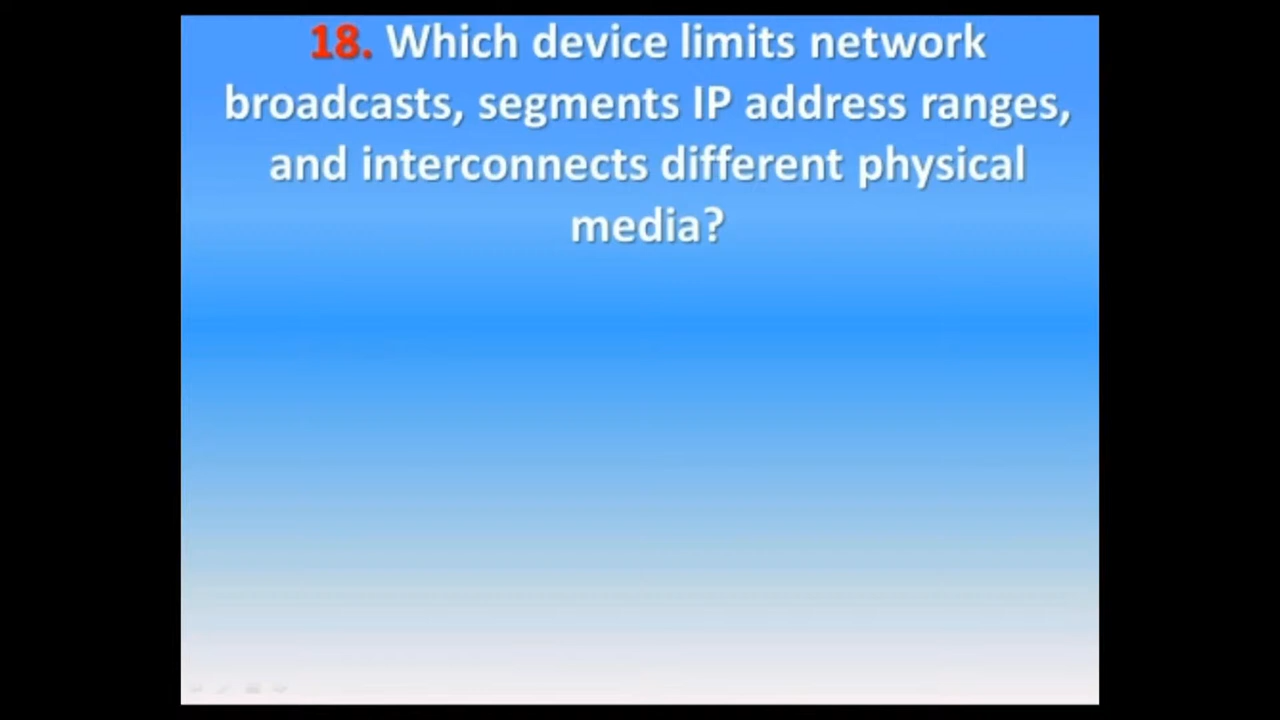 18. Which device limits network
broadcasts, segments IP address ranges,
and interconnects different physical
media?